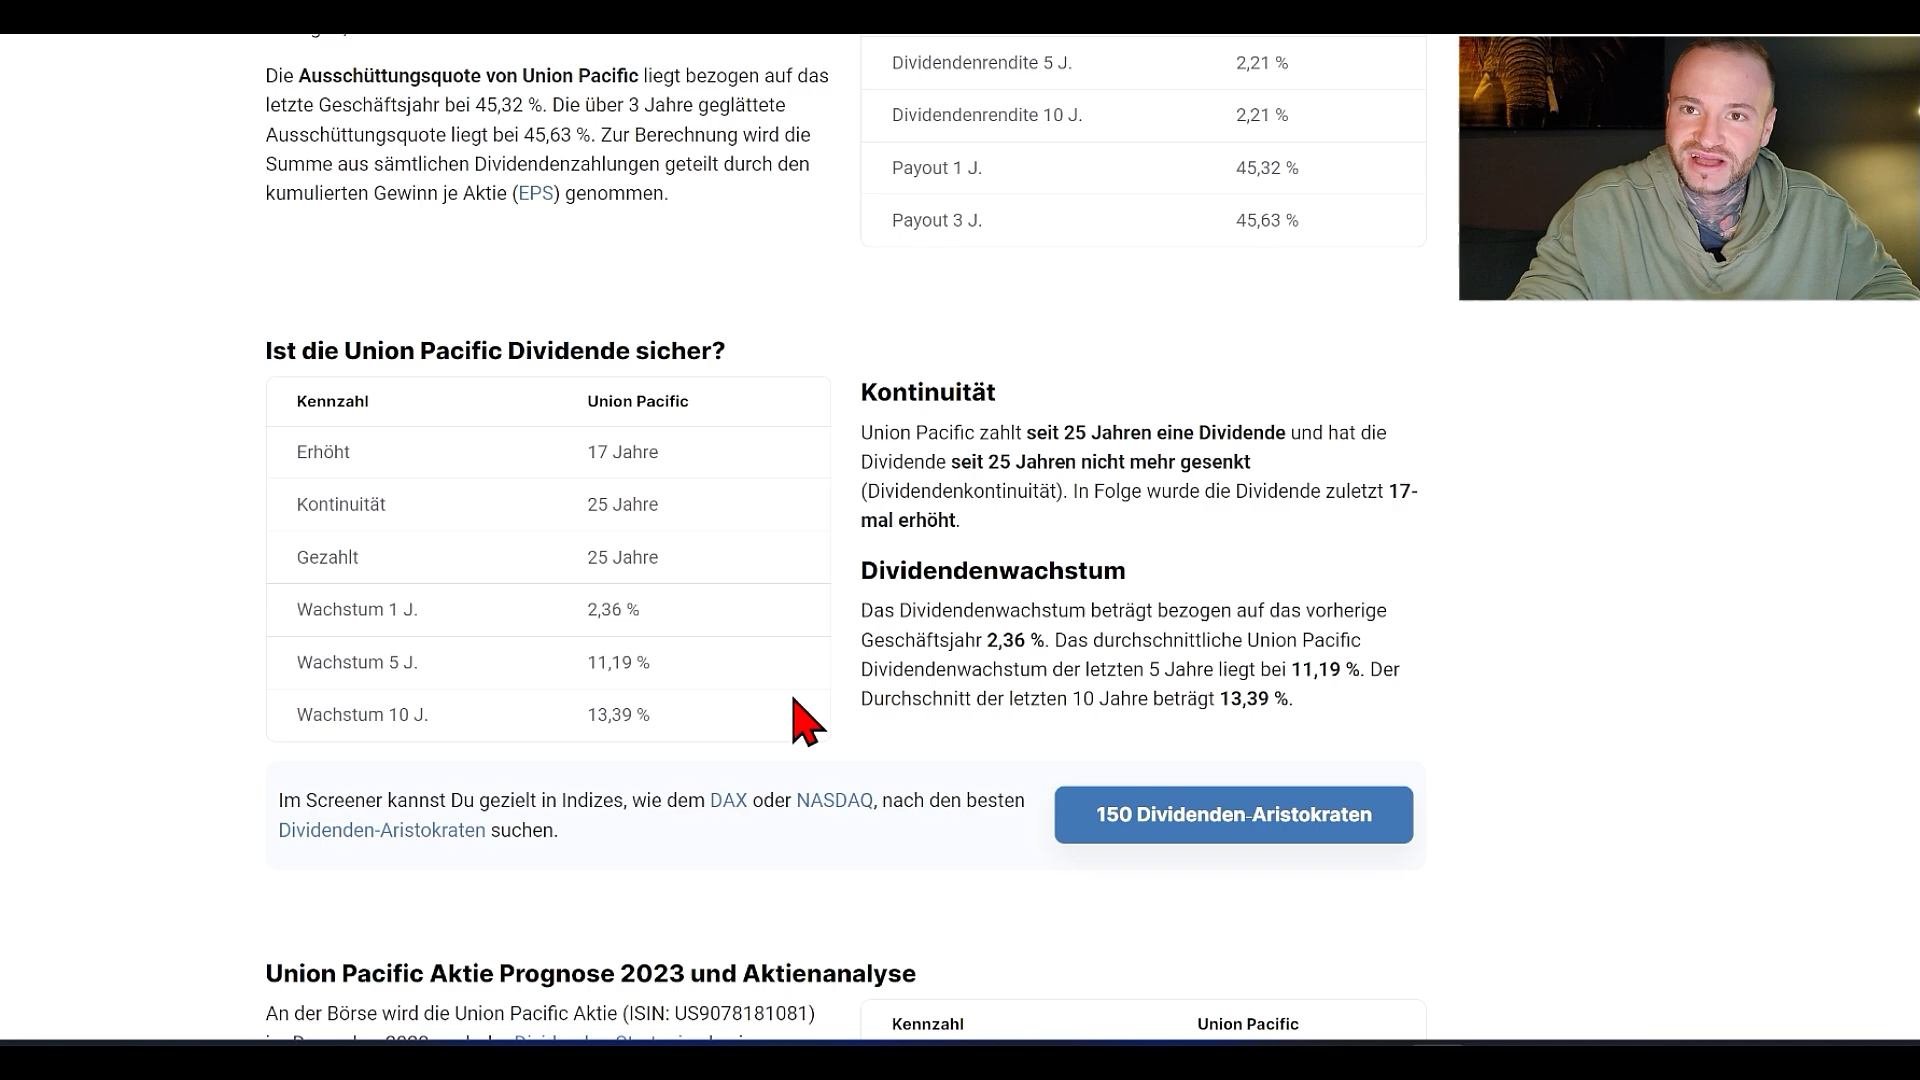 Die Ausschüttungsquote von Union Pacific liegt bezogen auf das
letzte Geschäftsjahr bei 45,32 %. Die über 3 Jahre geglättete
Ausschüttungsquote liegt bei 45,63 %. Zur Berechnung wird die
Summe aus sämtlichen Dividendenzahlungen geteilt durch den
kumulierten Gewinn je Aktie (EPS) genommen.
Dividendenrendite 5 J. 2,21 %
Dividendenrendite 10 J. 2,21 %
Payout 1 J. 45,32 %
Payout 3 J. 45,63 %
Ist die Union Pacific Dividende sicher?
Kennzahl Union Pacific
Erhöht 17 Jahre
Kontinuität 25 Jahre
Gezahlt 25 Jahre
Wachstum 1 J. 2,36 %
Wachstum 5 J. 11,19 %
Wachstum 10 J. 13,39 %
Kontinuität
Union Pacific zahlt seit 25 Jahren eine Dividende und hat die
Dividende seit 25 Jahren nicht mehr gesenkt
(Dividendenkontinuität). In Folge wurde die Dividende zuletzt 17-
mal erhöht.
Dividendenwachstum
Das Dividendenwachstum beträgt bezogen auf das vorherige
Geschäftsjahr 2,36 %. Das durchschnittliche Union Pacific
Dividendenwachstum der letzten 5 Jahre liegt bei 11,19 %. Der
Durchschnitt der letzten 10 Jahre beträgt 13,39 %.
Im Screener kannst Du gezielt in Indizes, wie dem DAX oder NASDAQ, nach den besten
Dividenden-Aristokraten suchen.
150 Dividenden-Aristokraten
Union Pacific Aktie Prognose 2023 und Aktienanalyse
An der Börse wird die Union Pacific Aktie (ISIN: US9078181081)
Kennzahl Union Pacific